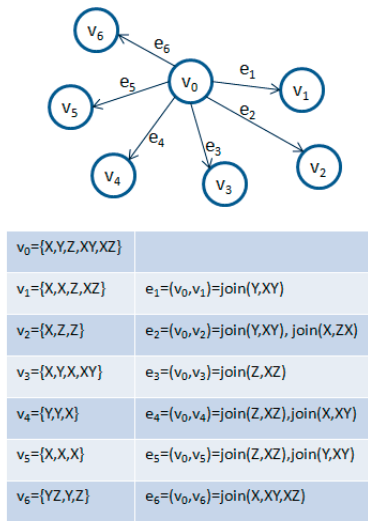 v6
e6
v0
e1
v1
e5
v5
e2
e4
e3
v2
v4
v3
v0={X,Y,Z,XY,XZ}
v1={X,X,Z,XZ} e1=(v0,v1)=join(Y,XY)
v2={X,Z,Z} e2=(v0,v2)=join(Y,XY), join(X,ZX)
v3={X,Y,X,XY} e3=(v0,v3)=join(Z,XZ)
v4={Y,Y,X} e4=(v0,v4)=join(Z,XZ),join(X,XY)
v5={X,X,X} e5=(v0,v5)=join(Z,XZ),join(Y,XY)
v6={YZ,Y,Z} e6=(v0,v6)=join(X,XY,XZ)